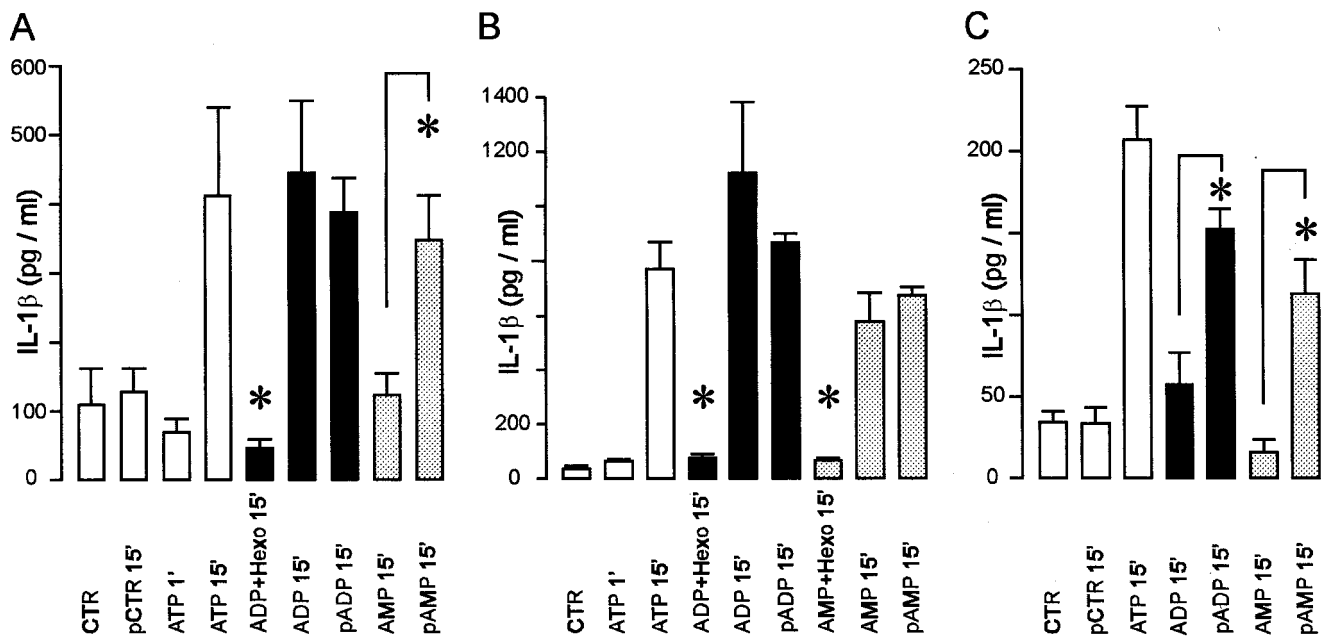 A
600
500
100
0
IL-1β (pg / ml)
*
*
CTR
pCTR 15'
ATP 1'
ATP 15'
ADP+Hexo 15'
ADP 15'
pADP 15'
AMP 15'
pAMP 15'
B
1400
1200
200
0
IL-1β (pg / ml)
*
*
CTR
ATP 1'
ATP 15'
ADP+Hexo 15'
ADP 15'
pADP 15'
AMP+Hexo 15'
AMP 15'
pAMP 15'
C
250
200
50
0
IL-1β (pg / ml)
*
*
CTR
pCTR 15'
ATP 15'
ADP 15'
pADP 15'
AMP 15'
pAMP 15'